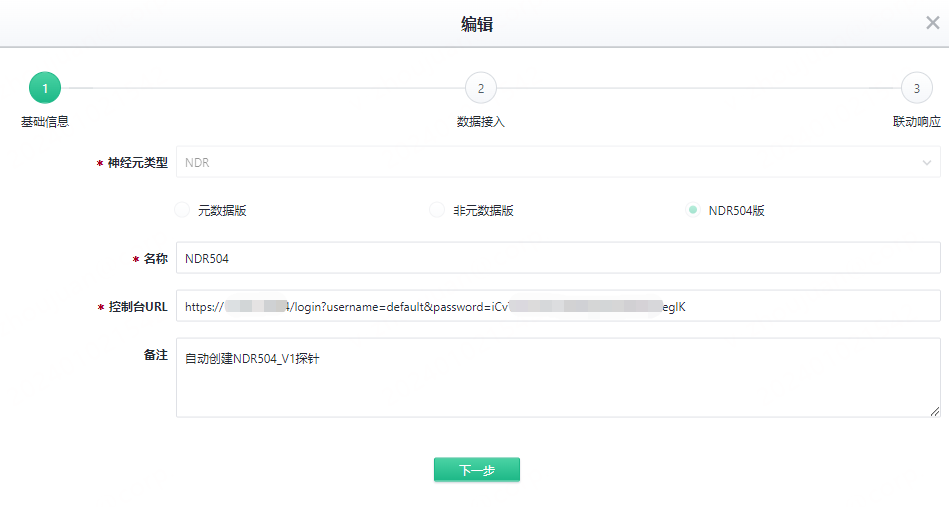 编辑
1
2
3
基础信息
数据接入
联动响应
* 神经元类型 NDR
元数据版 非元数据版 NDR504版
* 名称 NDR504
* 控制台URL https:// 4/login?username=default&password=iCv egIK
备注 自动创建NDR504_V1探针
下一步